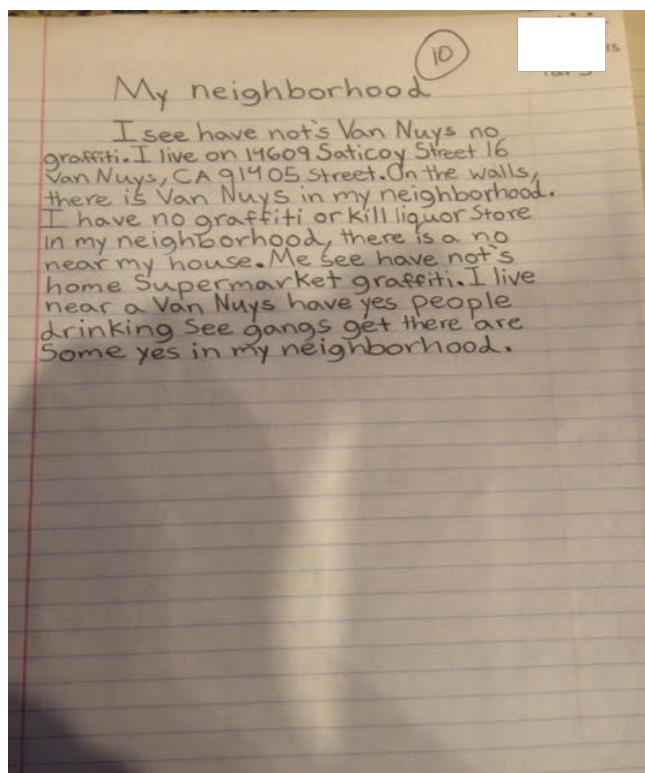 10
My neighborhood
I see have not's Van Nuys no
graffiti. I live on 14609 Saticoy Street 16
Van Nuys, CA 91405 Street. On the walls,
there is Van Nuys in my neighborhood.
I have no graffiti or kill liquor Store
in my neighborhood, there is a no
near my house. Me see have not's
home Supermarket graffiti. I live
near a Van Nuys have yes people
drinking See gangs get there are
Some yes in my neighborhood.